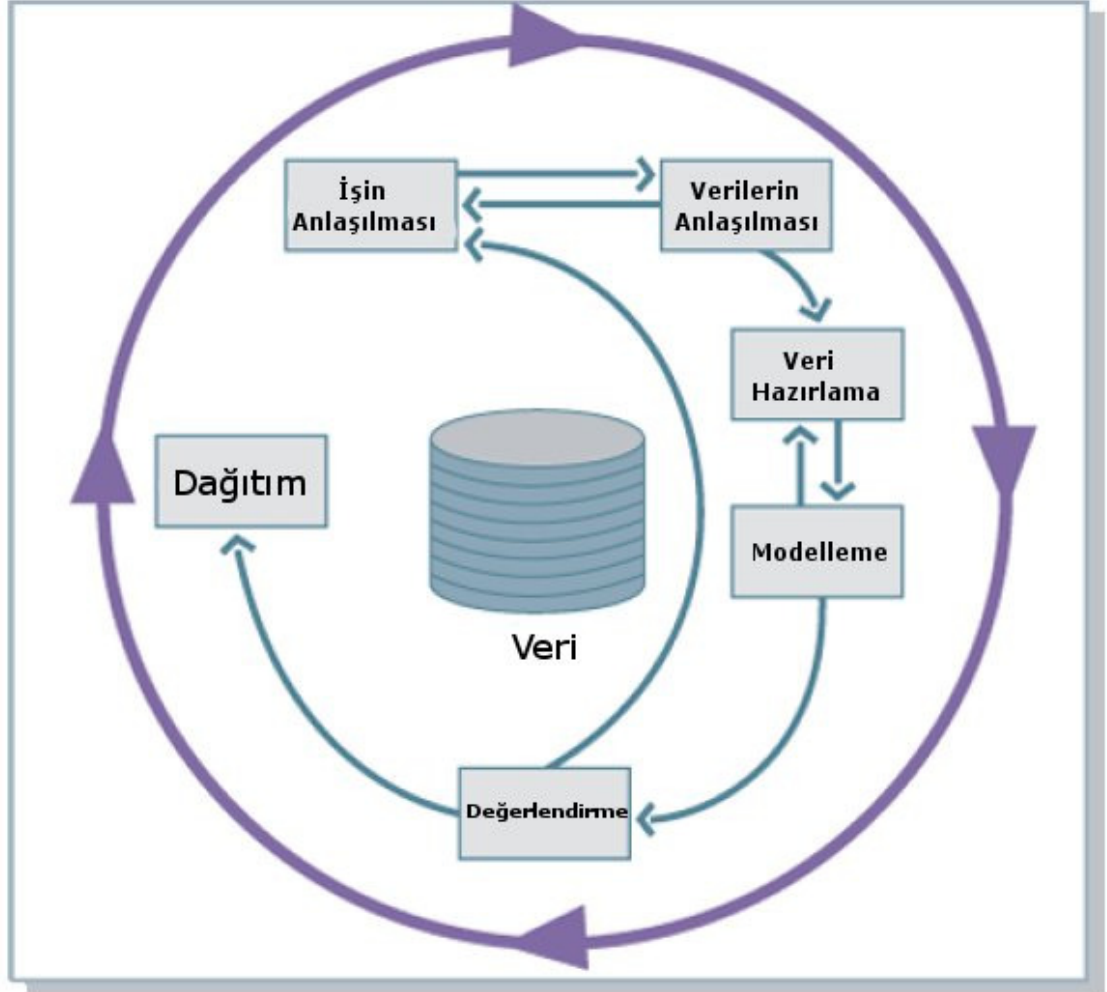 İşin
Anlaşılması
Verilerin
Anlaşılması
Veri
Hazırlama
Modelleme
Değerlendirme
Dağıtım
Veri